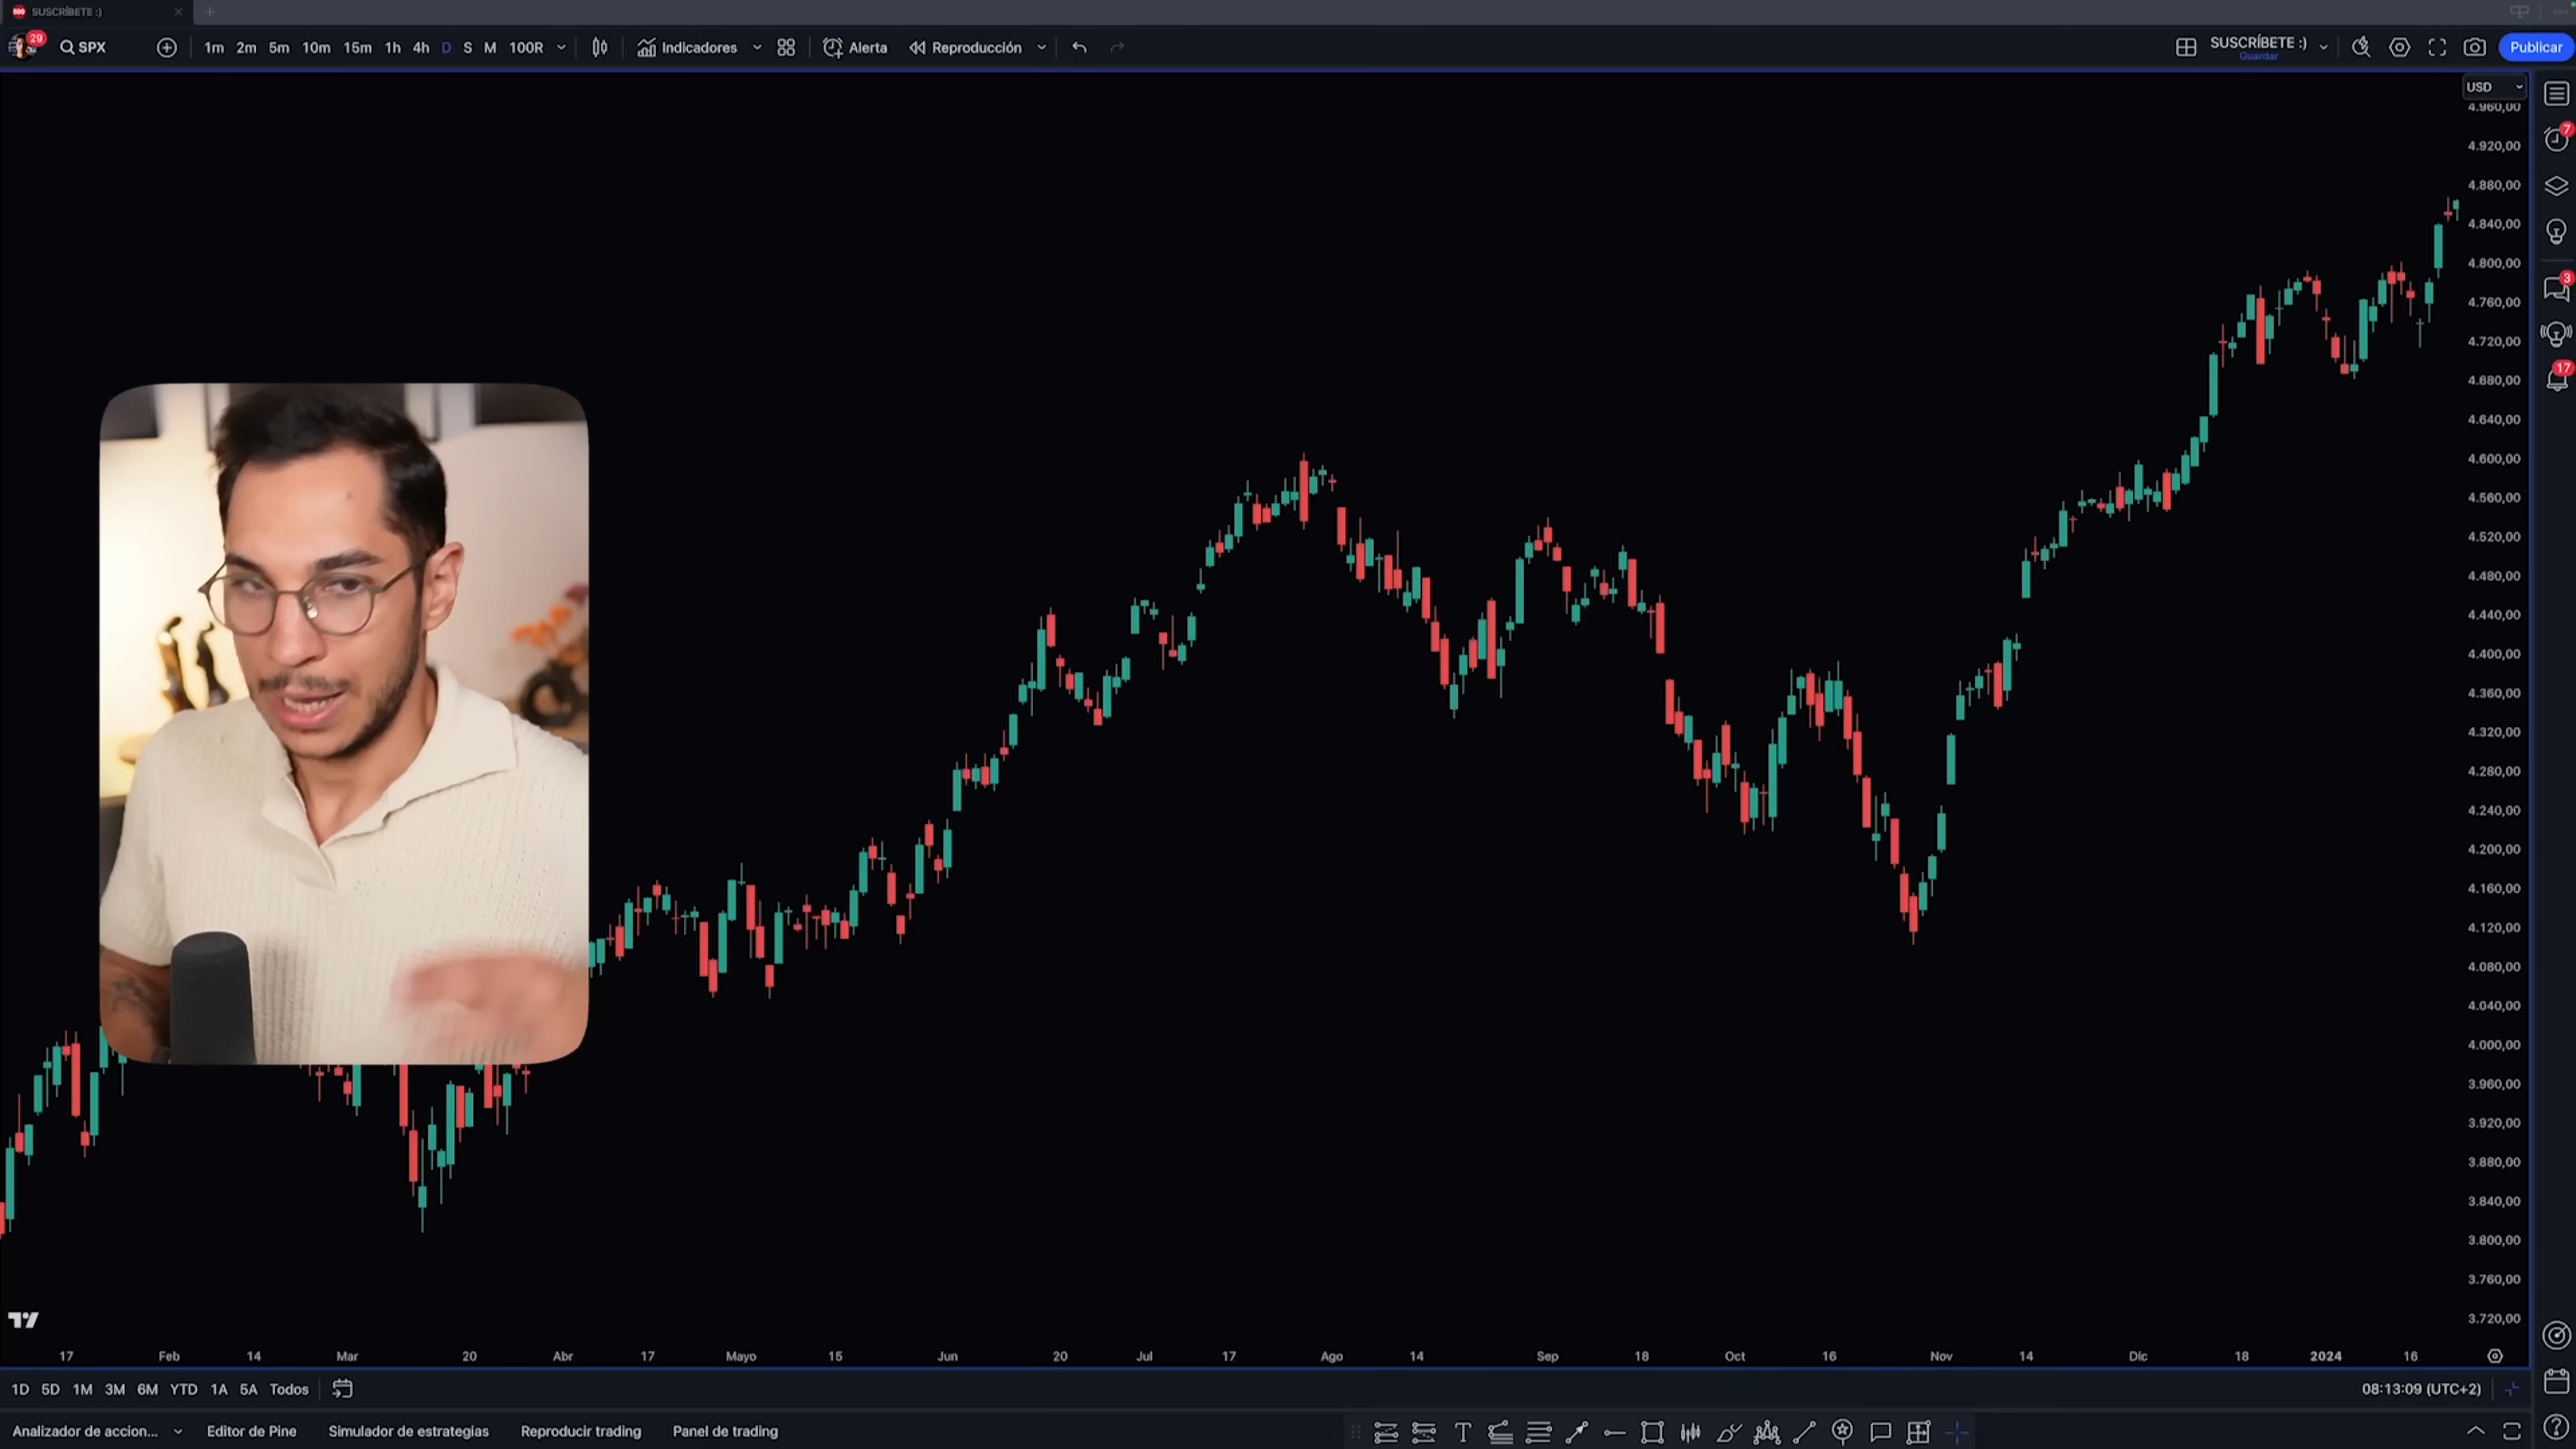 SUSCRÍBETE :)
29
SPX
1m 2m 5m 10m 15m 1h 4h D S M 100R
Indicadores
Alerta
Reproducción
SUSCRÍBETE :)
Guardar
Publicar
USD
4.960,00
4.920,00
4.880,00
4.840,00
4.800,00
4.760,00
4.720,00
4.680,00
4.640,00
4.600,00
4.560,00
4.520,00
4.480,00
4.440,00
4.400,00
4.360,00
4.320,00
4.280,00
4.240,00
4.200,00
4.160,00
4.120,00
4.080,00
4.040,00
4.000,00
3.960,00
3.920,00
3.880,00
3.840,00
3.800,00
3.760,00
3.720,00
7
3
17
17 Feb 14 Mar 20 Abr 17 Mayo 15 Jun 20 Jul 17 Ago 14 Sep 18 Oct 16 Nov 14 Dic 18 2024 16
1D 5D 1M 3M 6M YTD 1A 5A Todos
08:13:09 (UTC+2)
Analizador de accion... Editor de Pine Simulador de estrategias Reproducir trading Panel de trading